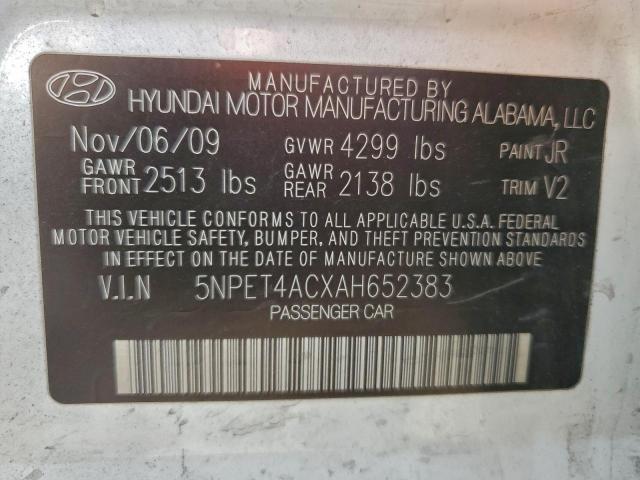 MANUFACTURED BY
HYUNDAI MOTOR MANUFACTURING ALABAMA, LLC
Nov/06/09 GVWR 4299 lbs PAINT JR
GAWR FRONT 2513 lbs GAWR REAR 2138 lbs TRIM V2
THIS VEHICLE CONFORMS TO ALL APPLICABLE U.S.A. FEDERAL
MOTOR VEHICLE SAFETY, BUMPER, AND THEFT PREVENTION STANDARDS
IN EFFECT ON THE DATE OF MANUFACTURE SHOWN ABOVE.
V.I.N 5NPET4ACXAH652383
PASSENGER CAR